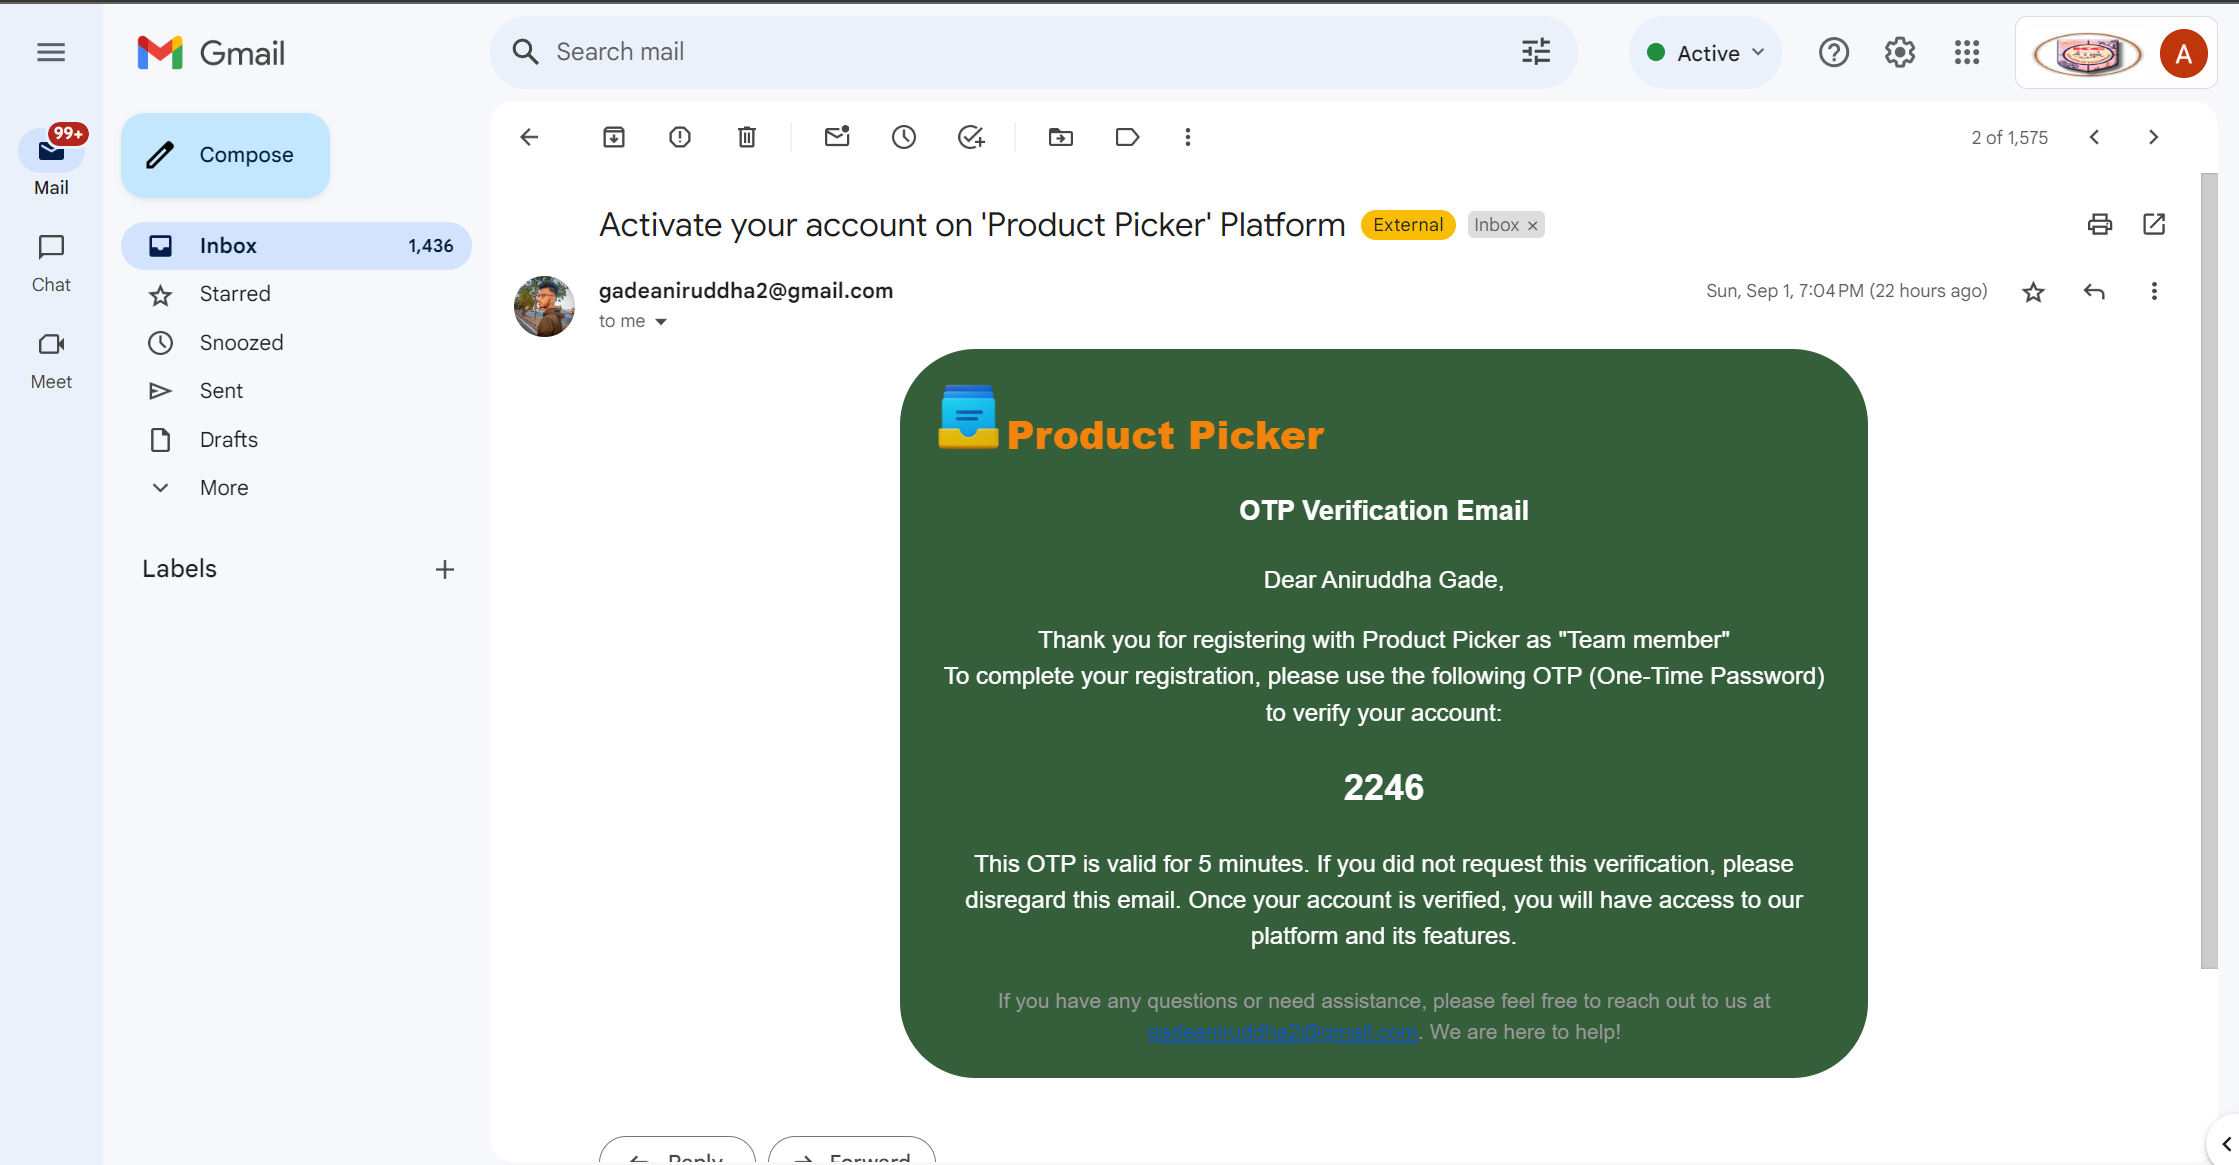 Gmail
Search mail
Active
A
99+
Mail
Compose
2 of 1,575
Inbox 1,436
Activate your account on 'Product Picker' Platform External Inbox ×
Chat
Starred
gadeaniruddha2@gmail.com
Sun, Sep 1, 7:04 PM (22 hours ago)
to me
Snoozed
Meet
Sent
Drafts
More
Labels
Product Picker
OTP Verification Email
Dear Aniruddha Gade,
Thank you for registering with Product Picker as "Team member"
To complete your registration, please use the following OTP (One-Time Password)
to verify your account:
2246
This OTP is valid for 5 minutes. If you did not request this verification, please
disregard this email. Once your account is verified, you will have access to our
platform and its features.
If you have any questions or need assistance, please feel free to reach out to us at
gadeaniruddha2@gmail.com. We are here to help!
Reply
Forward